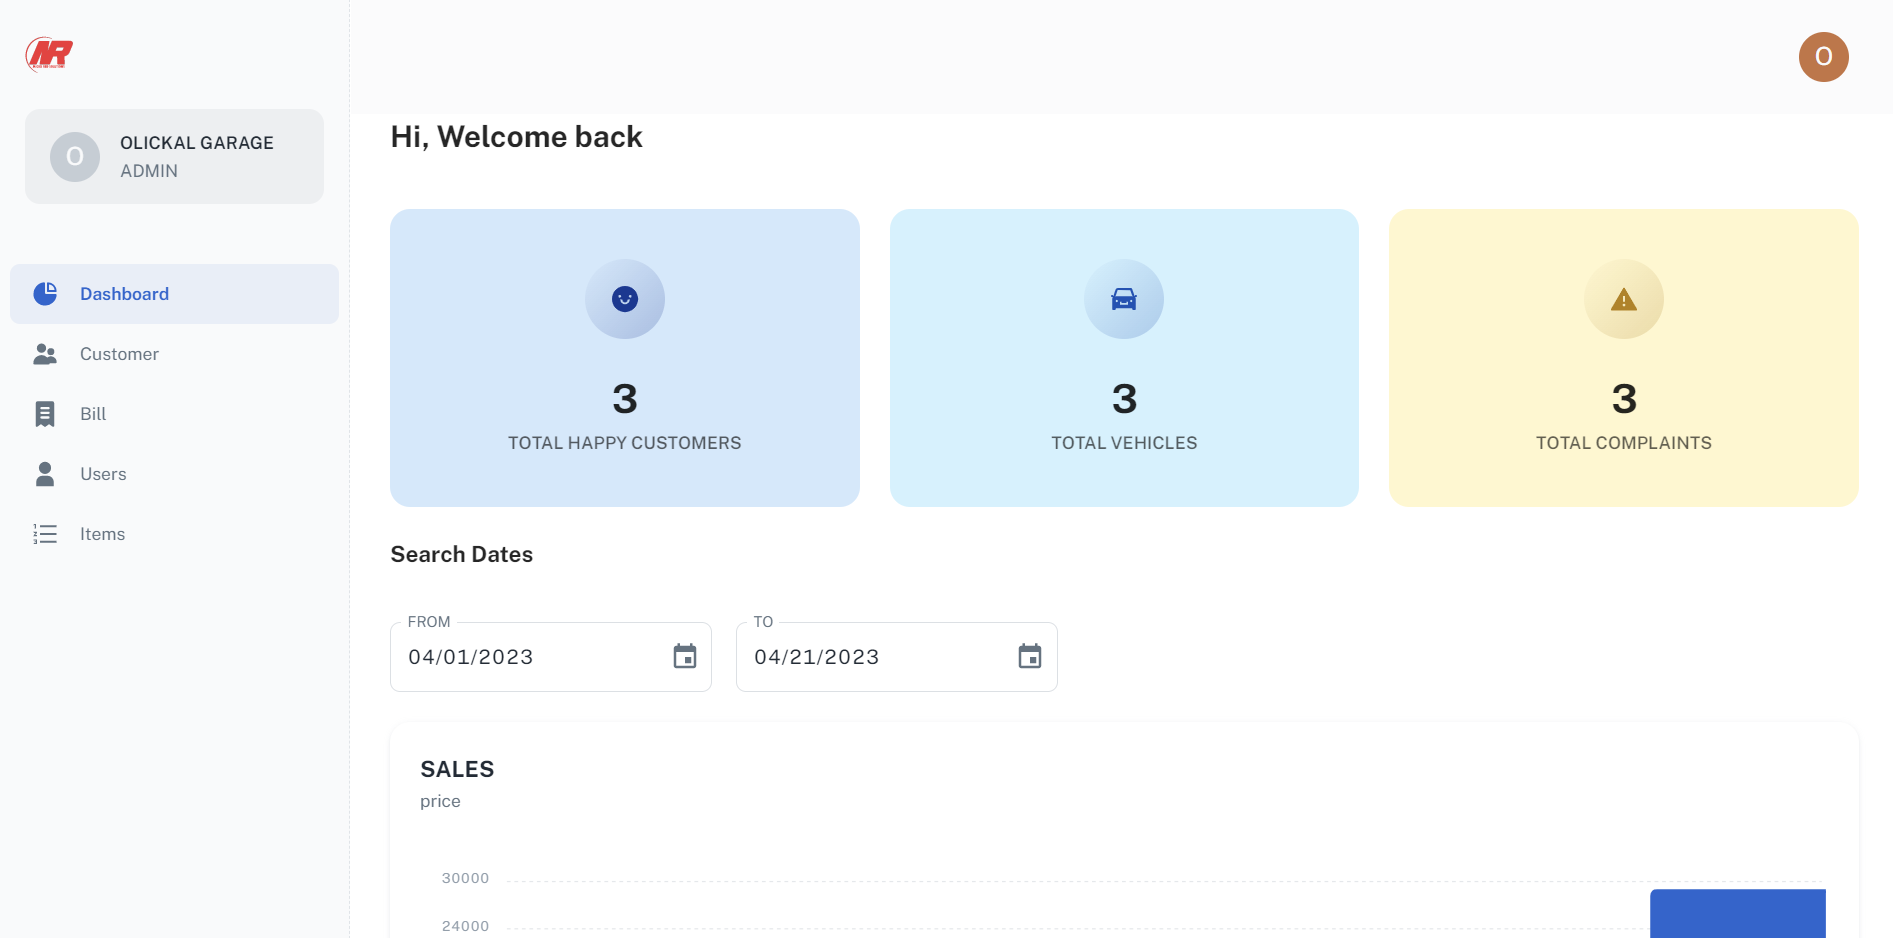 NR
O
O
OLICKAL GARAGE
ADMIN
Dashboard
Customer
Bill
Users
Items
Hi, Welcome back
3
TOTAL HAPPY CUSTOMERS
3
TOTAL VEHICLES
3
TOTAL COMPLAINTS
Search Dates
FROM
04/01/2023
TO
04/21/2023
SALES
price
30000
24000